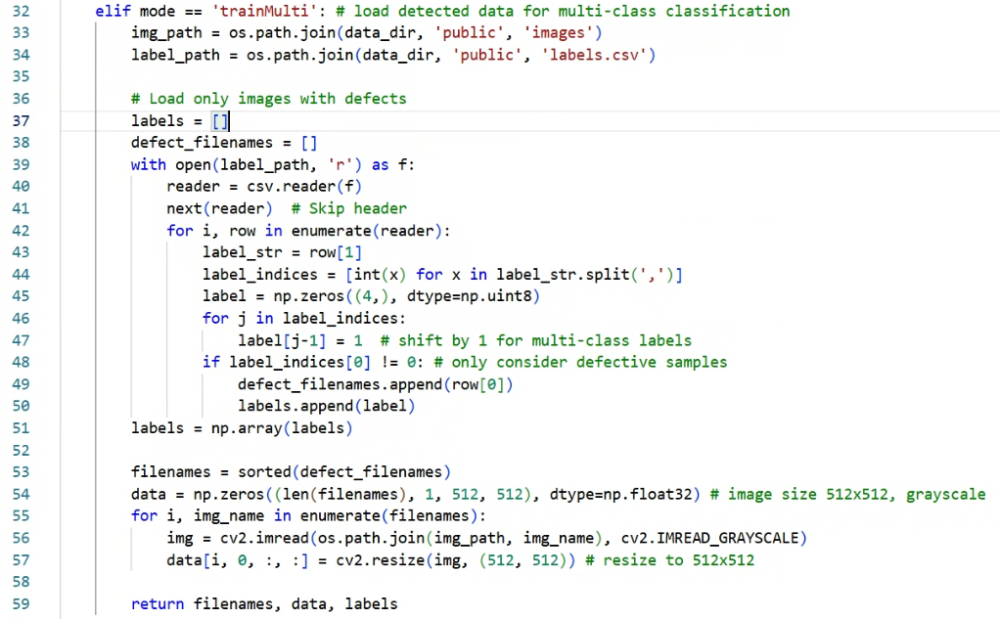 32 elif mode == 'trainMulti': # load detected data for multi-class classification
33 img_path = os.path.join(data_dir, 'public', 'images')
34 label_path = os.path.join(data_dir, 'public', 'labels.csv')
35
36 # Load only images with defects
37 labels = []
38 defect_filenames = []
39 with open(label_path, 'r') as f:
40 reader = csv.reader(f)
41 next(reader)  # Skip header
42 for i, row in enumerate(reader):
43 label_str = row[1]
44 label_indices = [int(x) for x in label_str.split(',')]
45 label = np.zeros((4,), dtype=np.uint8)
46 for j in label_indices:
47 label[j-1] = 1  # shift by 1 for multi-class labels
48 if label_indices[0] != 0: # only consider defective samples
49 defect_filenames.append(row[0])
50 labels.append(label)
51 labels = np.array(labels)
52
53 filenames = sorted(defect_filenames)
54 data = np.zeros((len(filenames), 1, 512, 512), dtype=np.float32) # image size 512x512, grayscale
55 for i, img_name in enumerate(filenames):
56 img = cv2.imread(os.path.join(img_path, img_name), cv2.IMREAD_GRAYSCALE)
57 data[i, 0, :, :] = cv2.resize(img, (512, 512)) # resize to 512x512
58
59 return filenames, data, labels